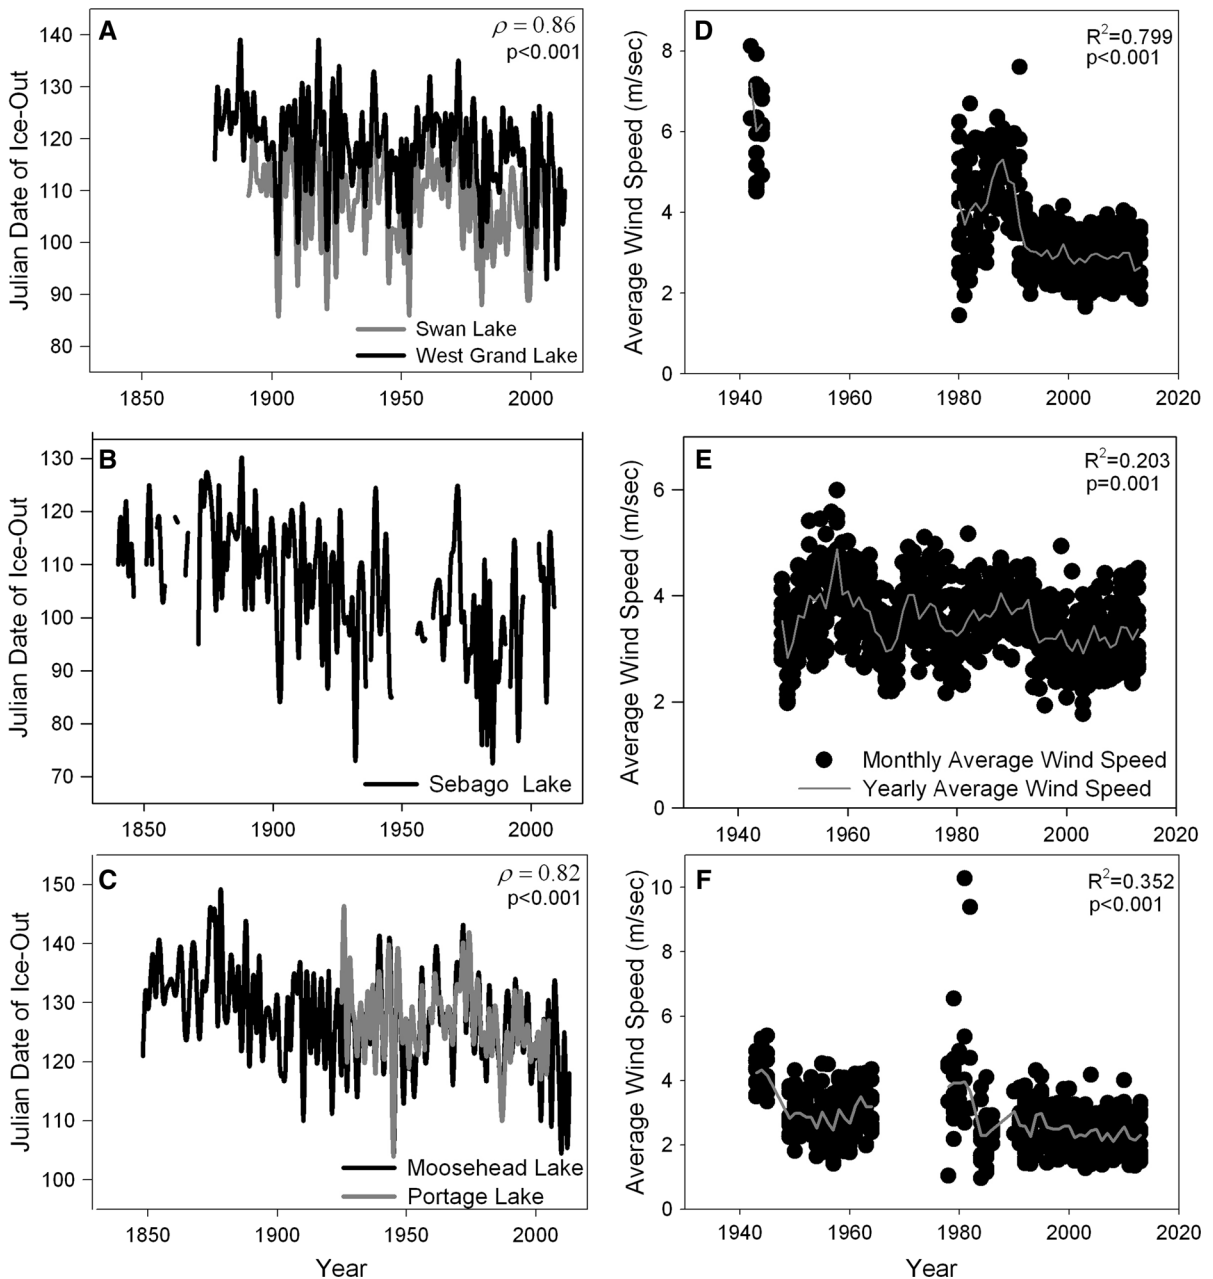 A
ρ = 0.86
p<0.001
Julian Date of Ice-Out
140
130
120
110
100
90
80
Swan Lake
West Grand Lake
1850
1900
1950
2000
D
R²=0.799
p<0.001
Average Wind Speed (m/sec)
8
6
4
2
0
1940
1960
1980
2000
2020
B
Julian Date of Ice-Out
130
120
110
100
90
80
70
Sebago Lake
1850
1900
1950
2000
E
R²=0.203
p=0.001
Average Wind Speed (m/sec)
6
4
2
0
Monthly Average Wind Speed
Yearly Average Wind Speed
1940
1960
1980
2000
2020
C
ρ = 0.82
p<0.001
Julian Date of Ice-Out
150
140
130
120
110
100
Moosehead Lake
Portage Lake
1850
1900
1950
2000
Year
F
R²=0.352
p<0.001
Average Wind Speed (m/sec)
10
8
6
4
2
0
1940
1960
1980
2000
2020
Year